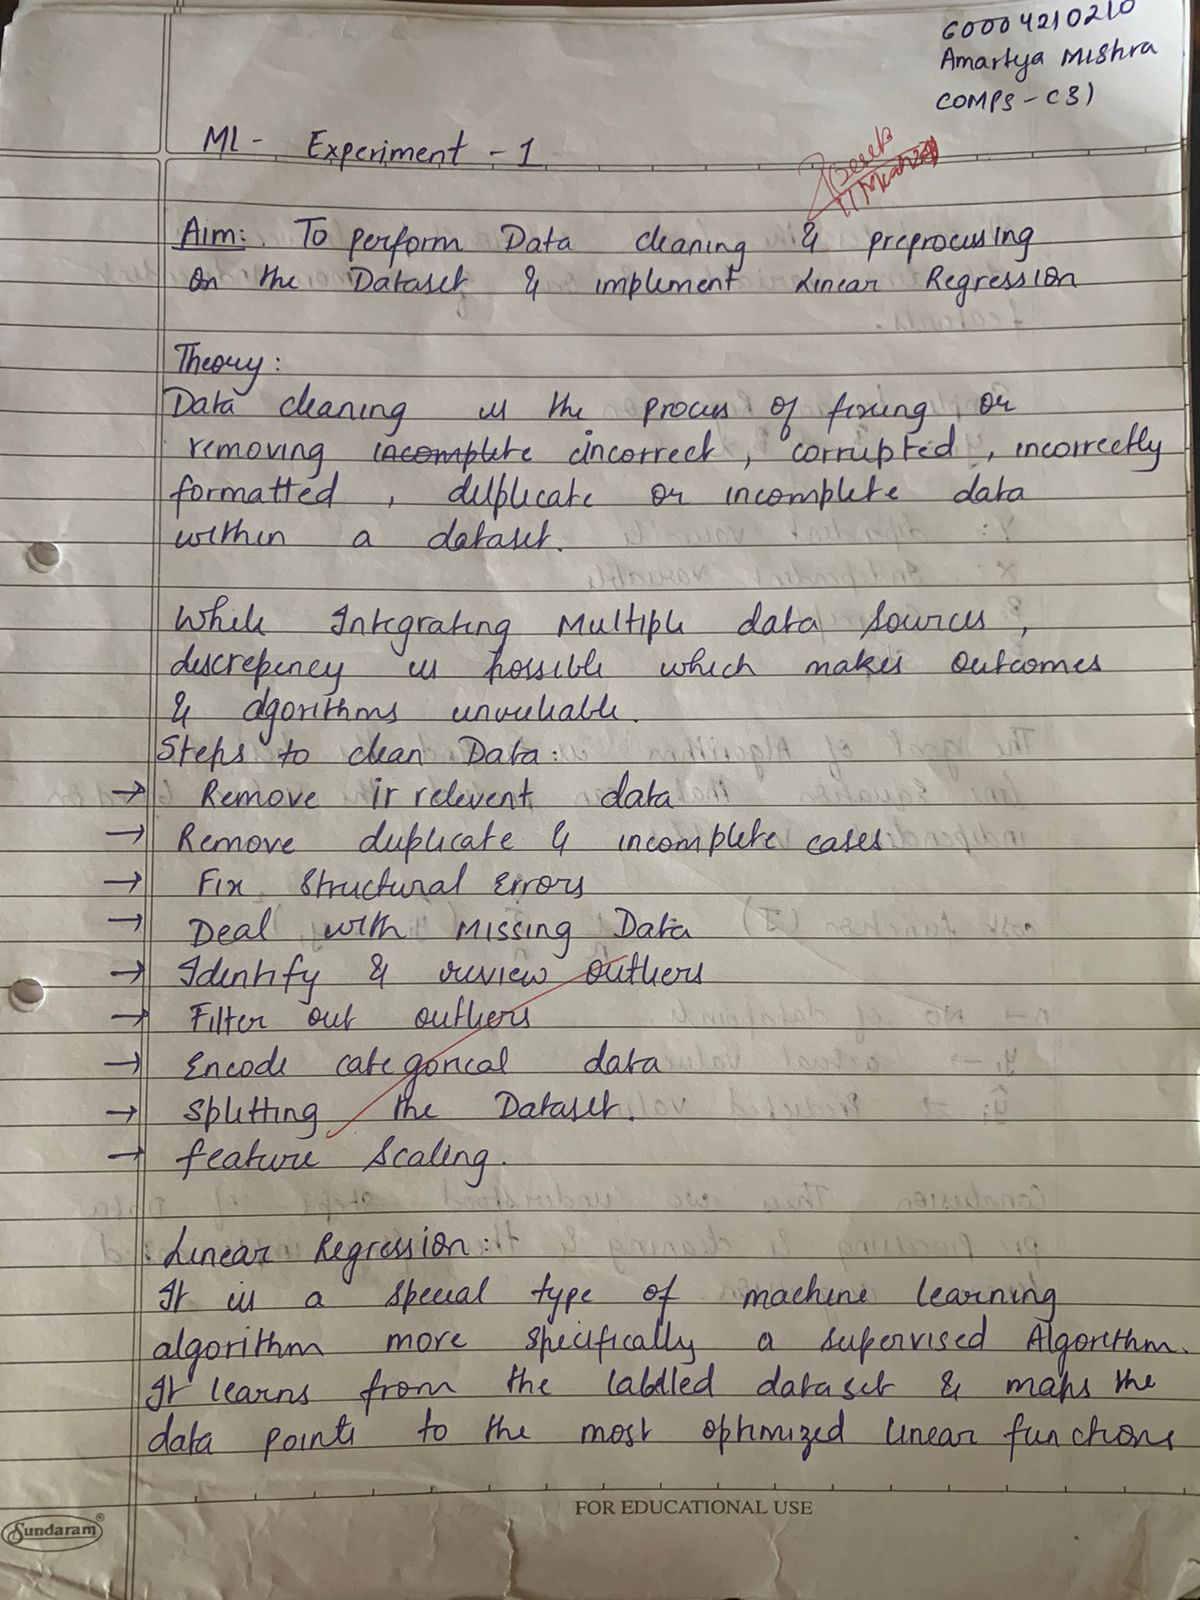 60004210210
Amartya Mishra
COMPS - C31
ML - Experiment - 1
Aim: To perform Data cleaning & preprocessing
on the Dataset & implement Linear Regression
Theory:
Data cleaning is the process of fixing or
removing incomplete incorrect, corrupted, incorrectly
formatted, dulplicate or incomplete data
within a dataset.
While Integrating Multiple data sources,
discrepency is possible which makes outcomes
& algorithms unreliable.
Steps to clean Data:
→ Remove irrelevent data
→ Remove duplicate & incomplete cases
→ Fix structural Errors
→ Deal with missing Data
→ Identify & review outliers
→ Filter out outliers
→ Encode categorical data
→ Splitting the Dataset.
→ feature scaling.
Linear Regression:
It is a special type of machine learning
algorithm more specifically a supervised Algorithm.
It learns from the labelled dataset & maps the
data points to the most optimized linear functions
FOR EDUCATIONAL USE
Sundaram®